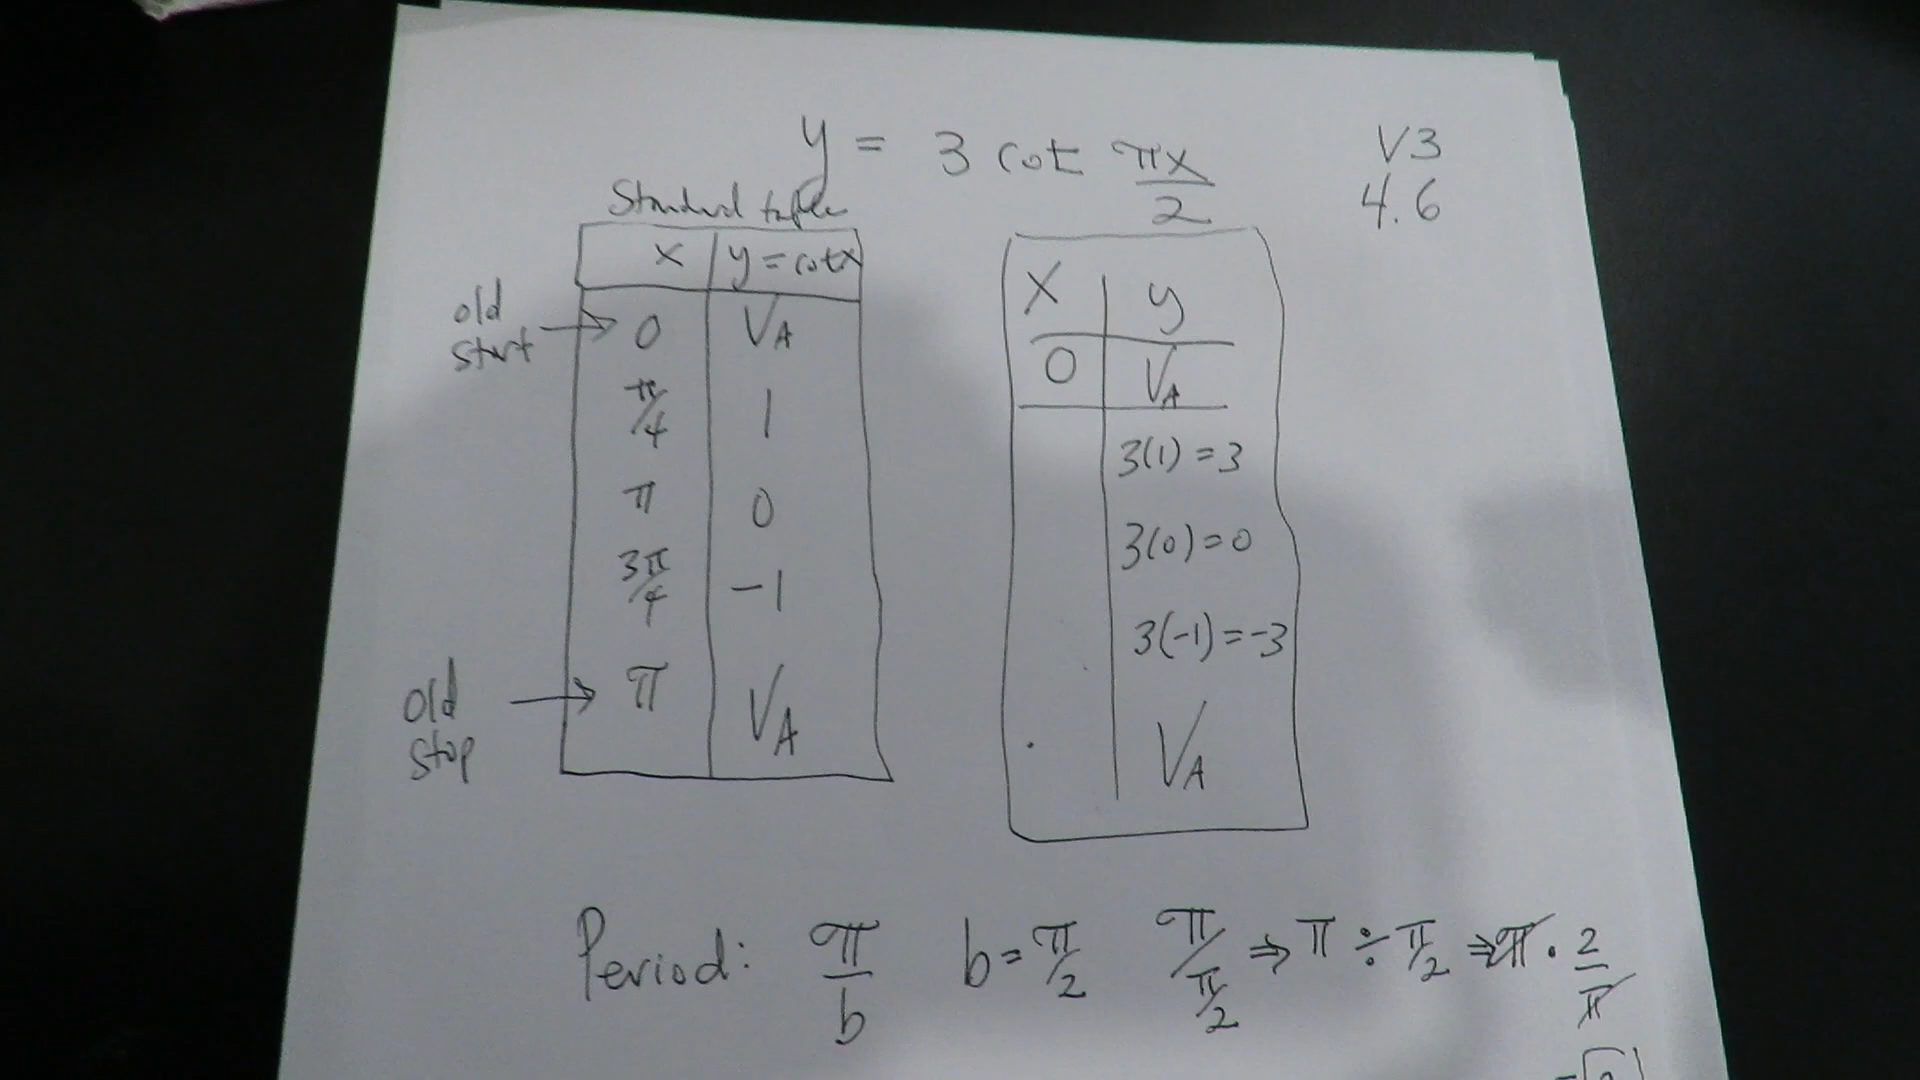 y = 3 cot πx/2
V3
4.6
Standard table
x | y = cot x
old start → 0 | VA
π/4 | 1
π | 0
3π/4 | -1
old stop → π | VA
x | y
0 | VA
3(1) = 3
3(0) = 0
3(-1) = -3
VA
Period: π/b b = π/2 π/π/2 ⇒ π ÷ π/2 ⇒ π · 2/π
=